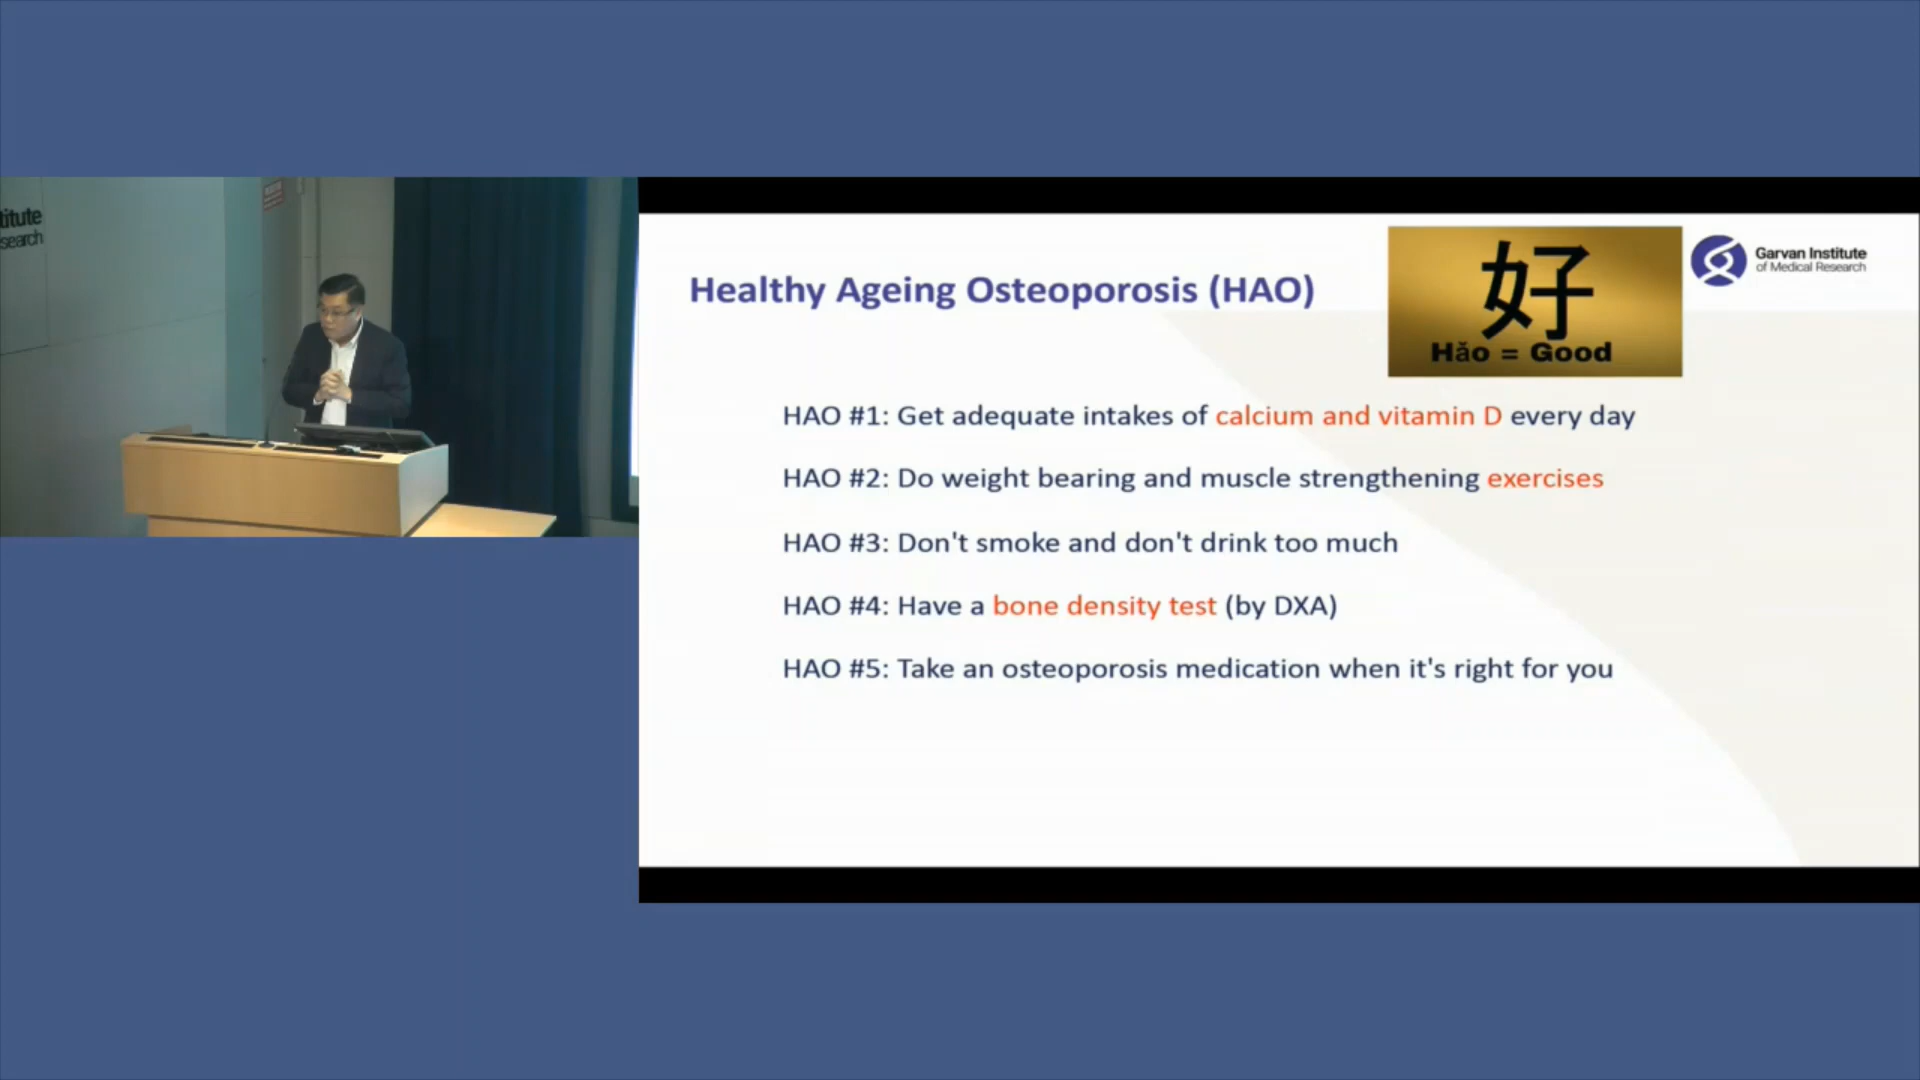 titute
search
Healthy Ageing Osteoporosis (HAO)
好
Hǎo = Good
Garvan Institute
of Medical Research
HAO #1: Get adequate intakes of calcium and vitamin D every day
HAO #2: Do weight bearing and muscle strengthening exercises
HAO #3: Don't smoke and don't drink too much
HAO #4: Have a bone density test (by DXA)
HAO #5: Take an osteoporosis medication when it's right for you